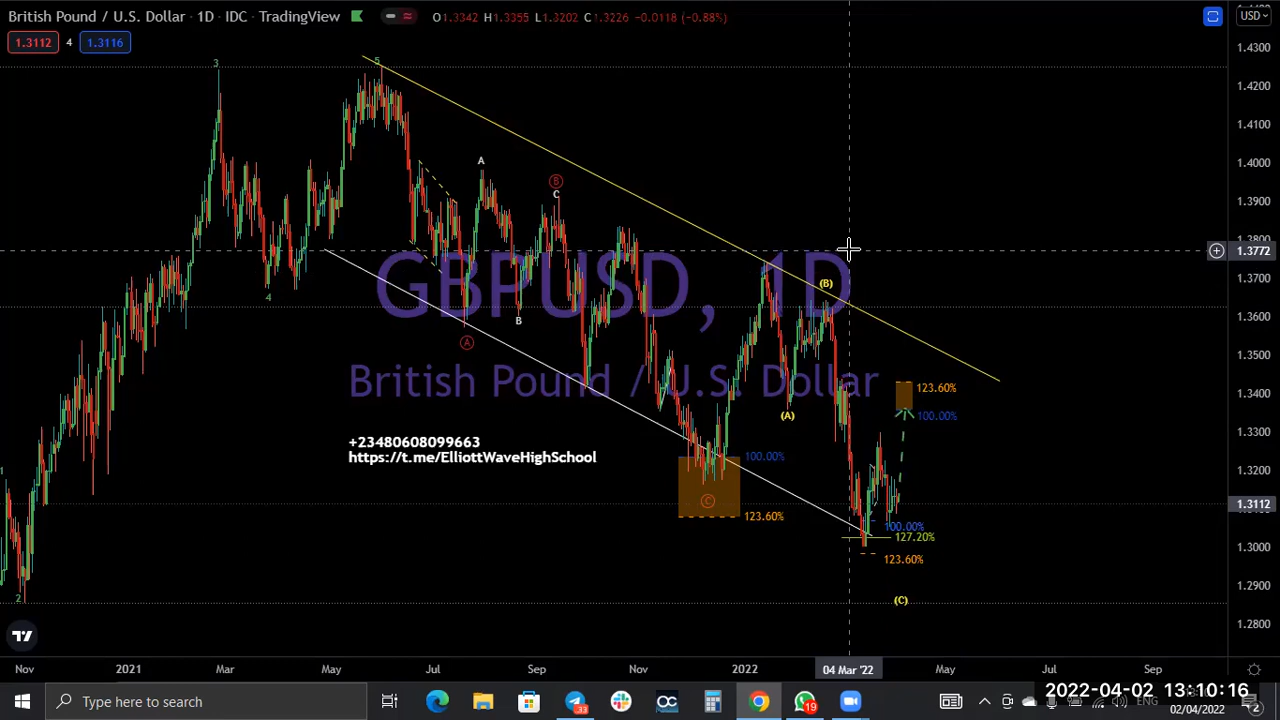 British Pound / U.S. Dollar · 1D · IDC · TradingView O1.3342 H1.3355 L1.3202 C1.3226 -0.0118 (-0.88%)
USD
1.3112 4 1.3116
1.4300
1.4200
1.4100
1.4000
1.3900
1.3772
1.3700
1.3600
1.3500
1.3400
1.3300
1.3200
1.3112
1.3000
1.2900
1.2800
3
5
A
B
C
4
GBPUSD, 1D
British Pound / U.S. Dollar
(B)
B
A
(A)
123.60%
100.00%
+23480608099663
https://t.me/ElliottWaveHighSchool
100.00%
C
123.60%
100.00%
127.20%
123.60%
2
(C)
Nov 2021 Mar May Jul Sep Nov 2022 04 Mar '22 May Jul Sep
Type here to search
33
19
ENG
2022-04-02 13:10:16
02/04/2022
2